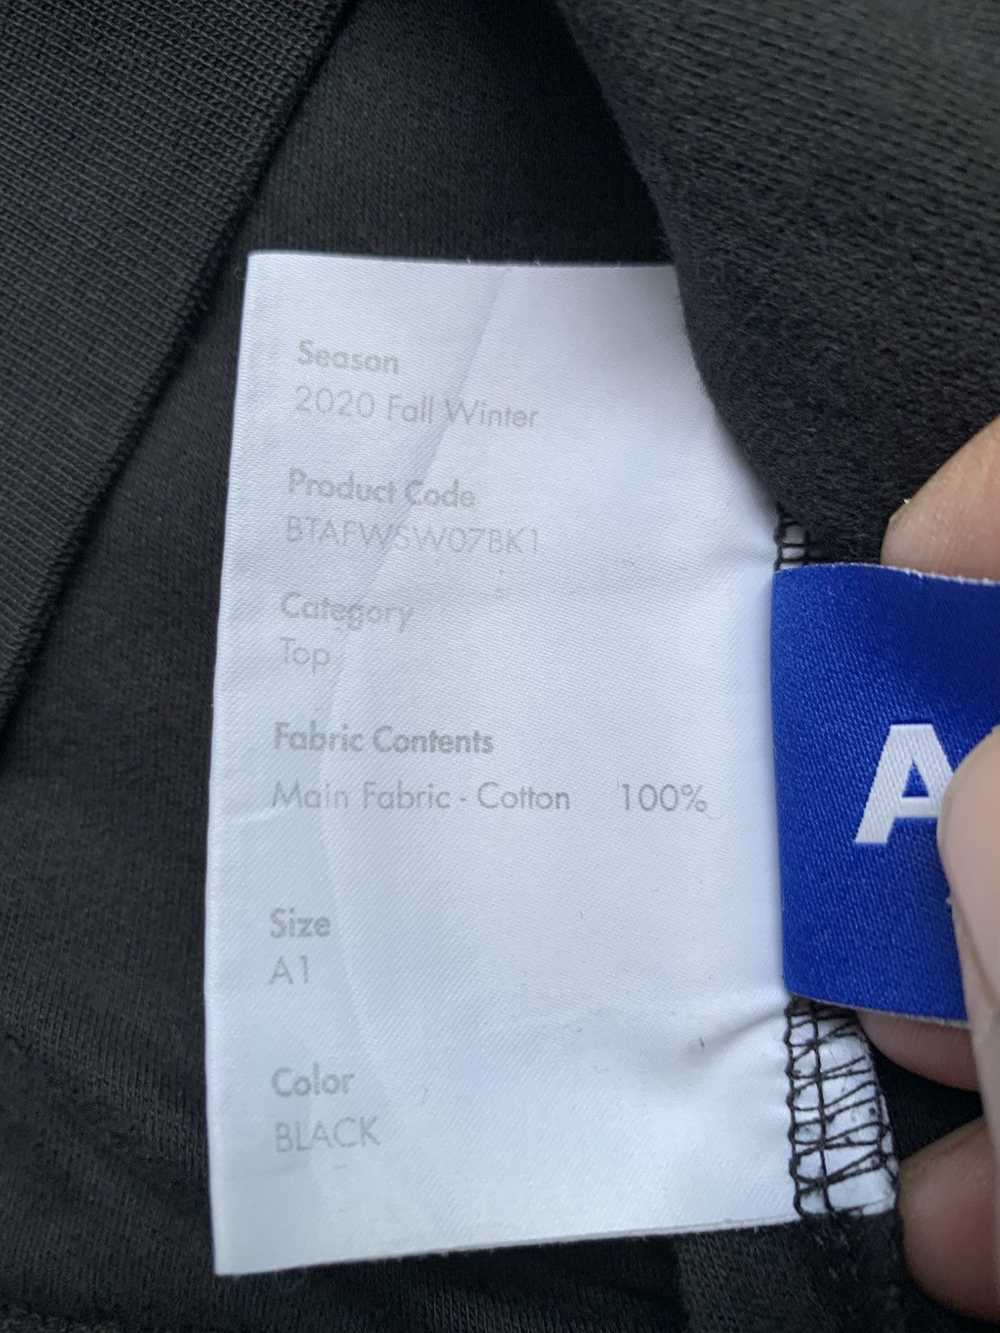 Season
2020 Fall Winter
Product Code
BTAFWSW07BK1
Category
Top
Fabric Contents
Main Fabric - Cotton 100%
Size
A1
Color
BLACK
A